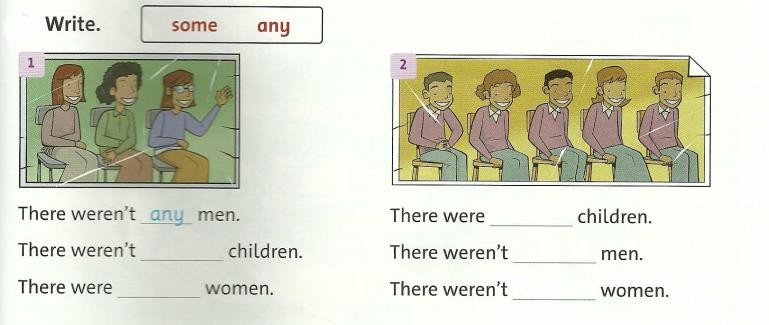 Write. some any
1
There weren't any men.
There weren't ________ children.
There were ________ women.
2
There were ________ children.
There weren't ________ men.
There weren't ________ women.